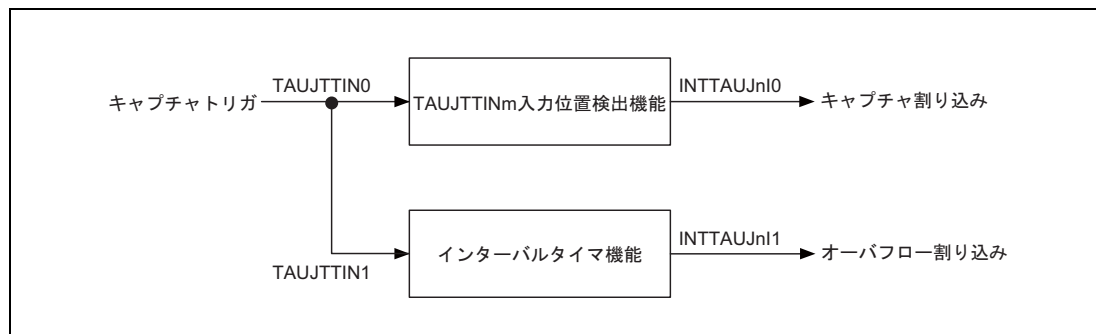 キャプチャトリガ
TAUJTTIN0
TAUJTTINm入力位置検出機能
INTTAUJnI0
キャプチャ割り込み
TAUJTTIN1
インターバルタイマ機能
INTTAUJnI1
オーバフロー割り込み